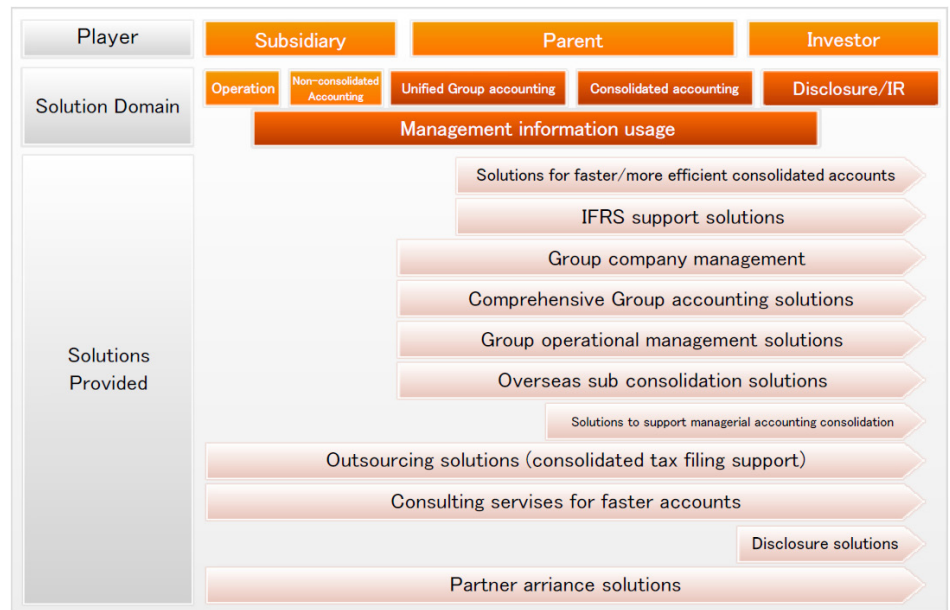 Player
Subsidiary
Parent
Investor
Solution Domain
Operation
Non-consolidated
Accounting
Unified Group accounting
Consolidated accounting
Disclosure/IR
Management information usage
Solutions
Provided
Solutions for faster/more efficient consolidated accounts
IFRS support solutions
Group company management
Comprehensive Group accounting solutions
Group operational management solutions
Overseas sub consolidation solutions
Solutions to support managerial accounting consolidation
Outsourcing solutions (consolidated tax filing support)
Consulting servises for faster accounts
Disclosure solutions
Partner arriance solutions